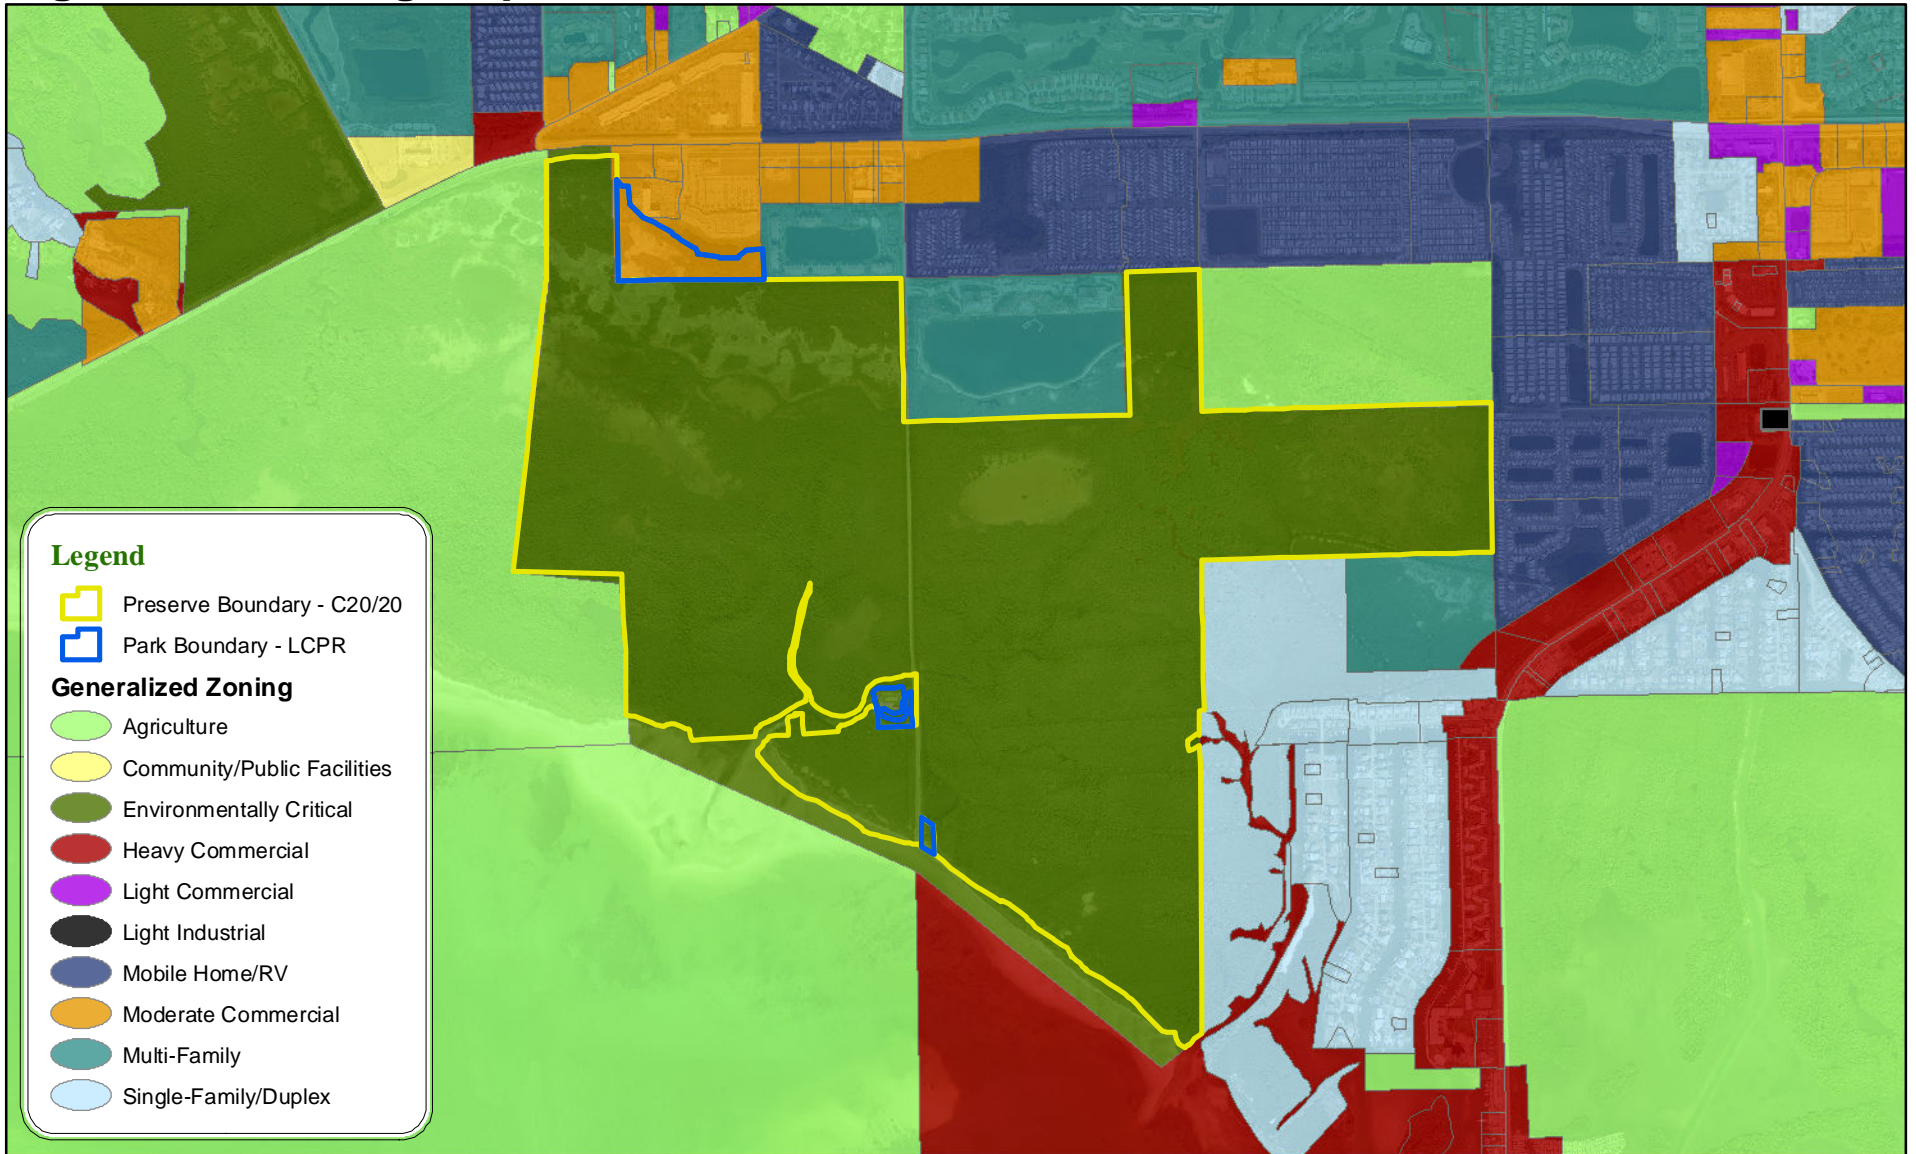 Legend
Preserve Boundary - C20/20
Park Boundary - LCPR
Generalized Zoning
Agriculture
Community/Public Facilities
Environmentally Critical
Heavy Commercial
Light Commercial
Light Industrial
Mobile Home/RV
Moderate Commercial
Multi-Family
Single-Family/Duplex